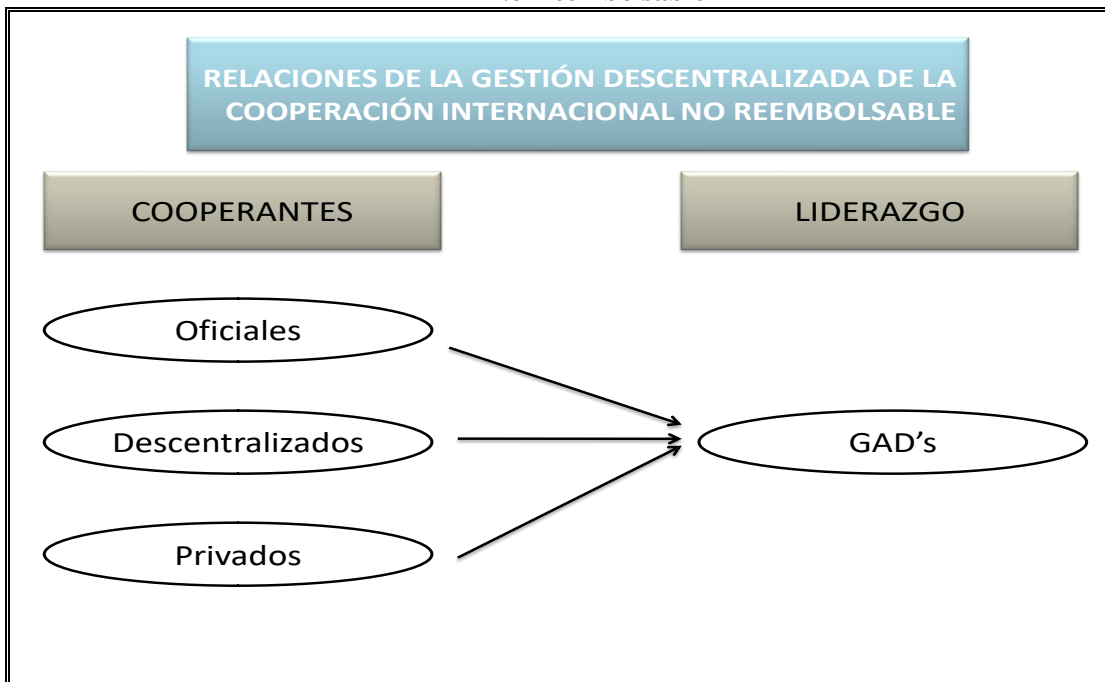 RELACIONES DE LA GESTIÓN DESCENTRALIZADA DE LA
COOPERACIÓN INTERNACIONAL NO REEMBOLSABLE
COOPERANTES
LIDERAZGO
Oficiales
Descentralizados
GAD's
Privados